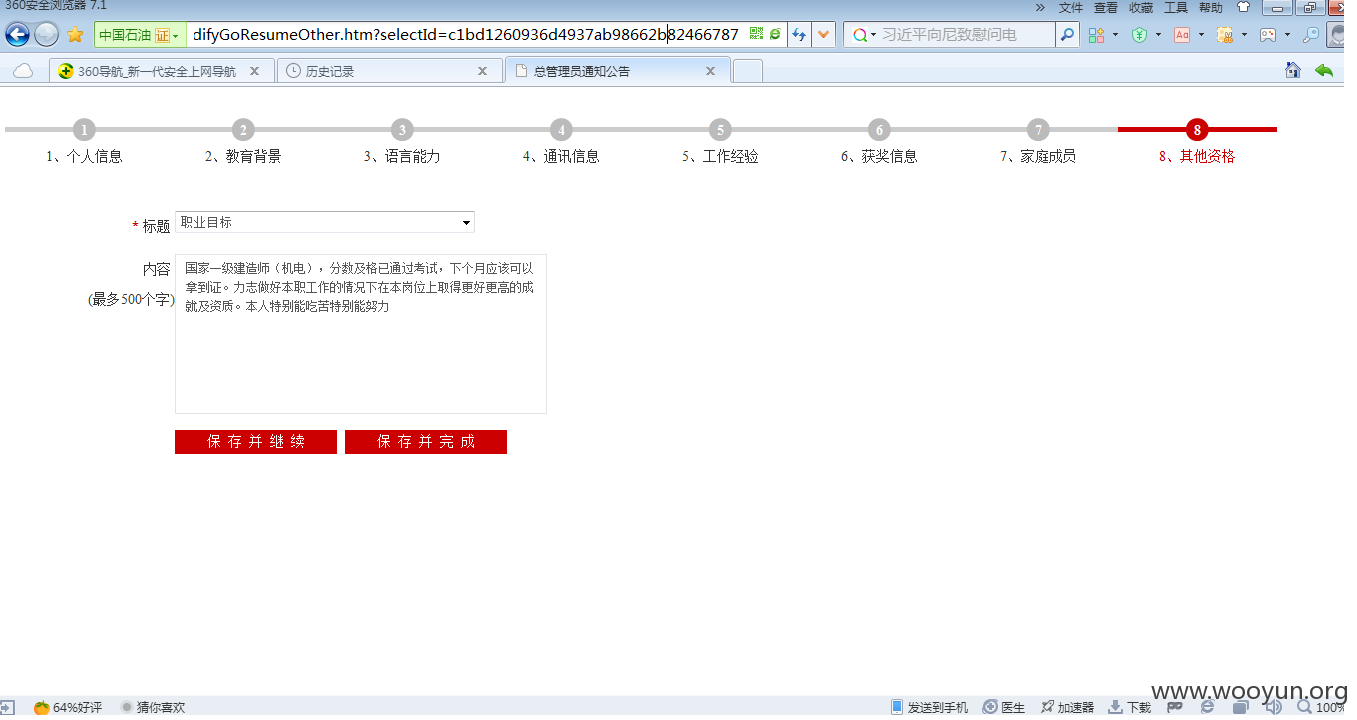 360安全浏览器 7.1
文件 查看 收藏 工具 帮助
中国石油 证 difyGoResumeOther.htm?selectId=c1bd1260936d4937ab98662b82466787 习近平向尼致慰问电
360导航_新一代安全上网导航 历史记录 总管理员通知公告
1 2 3 4 5 6 7 8
1、个人信息 2、教育背景 3、语言能力 4、通讯信息 5、工作经验 6、获奖信息 7、家庭成员 8、其他资格
* 标题 职业目标
内容
(最多500个字)
国家一级建造师（机电），分数及格已通过考试，下个月应该可以
拿到证。力志做好本职工作的情况下在本岗位上取得更好更高的成
就及资质。本人特别能吃苦特别能努力
保存并继续 保存并完成
www.wooyun.org
64%好评 猜你喜欢 发送到手机 医生 加速器 下载 100%